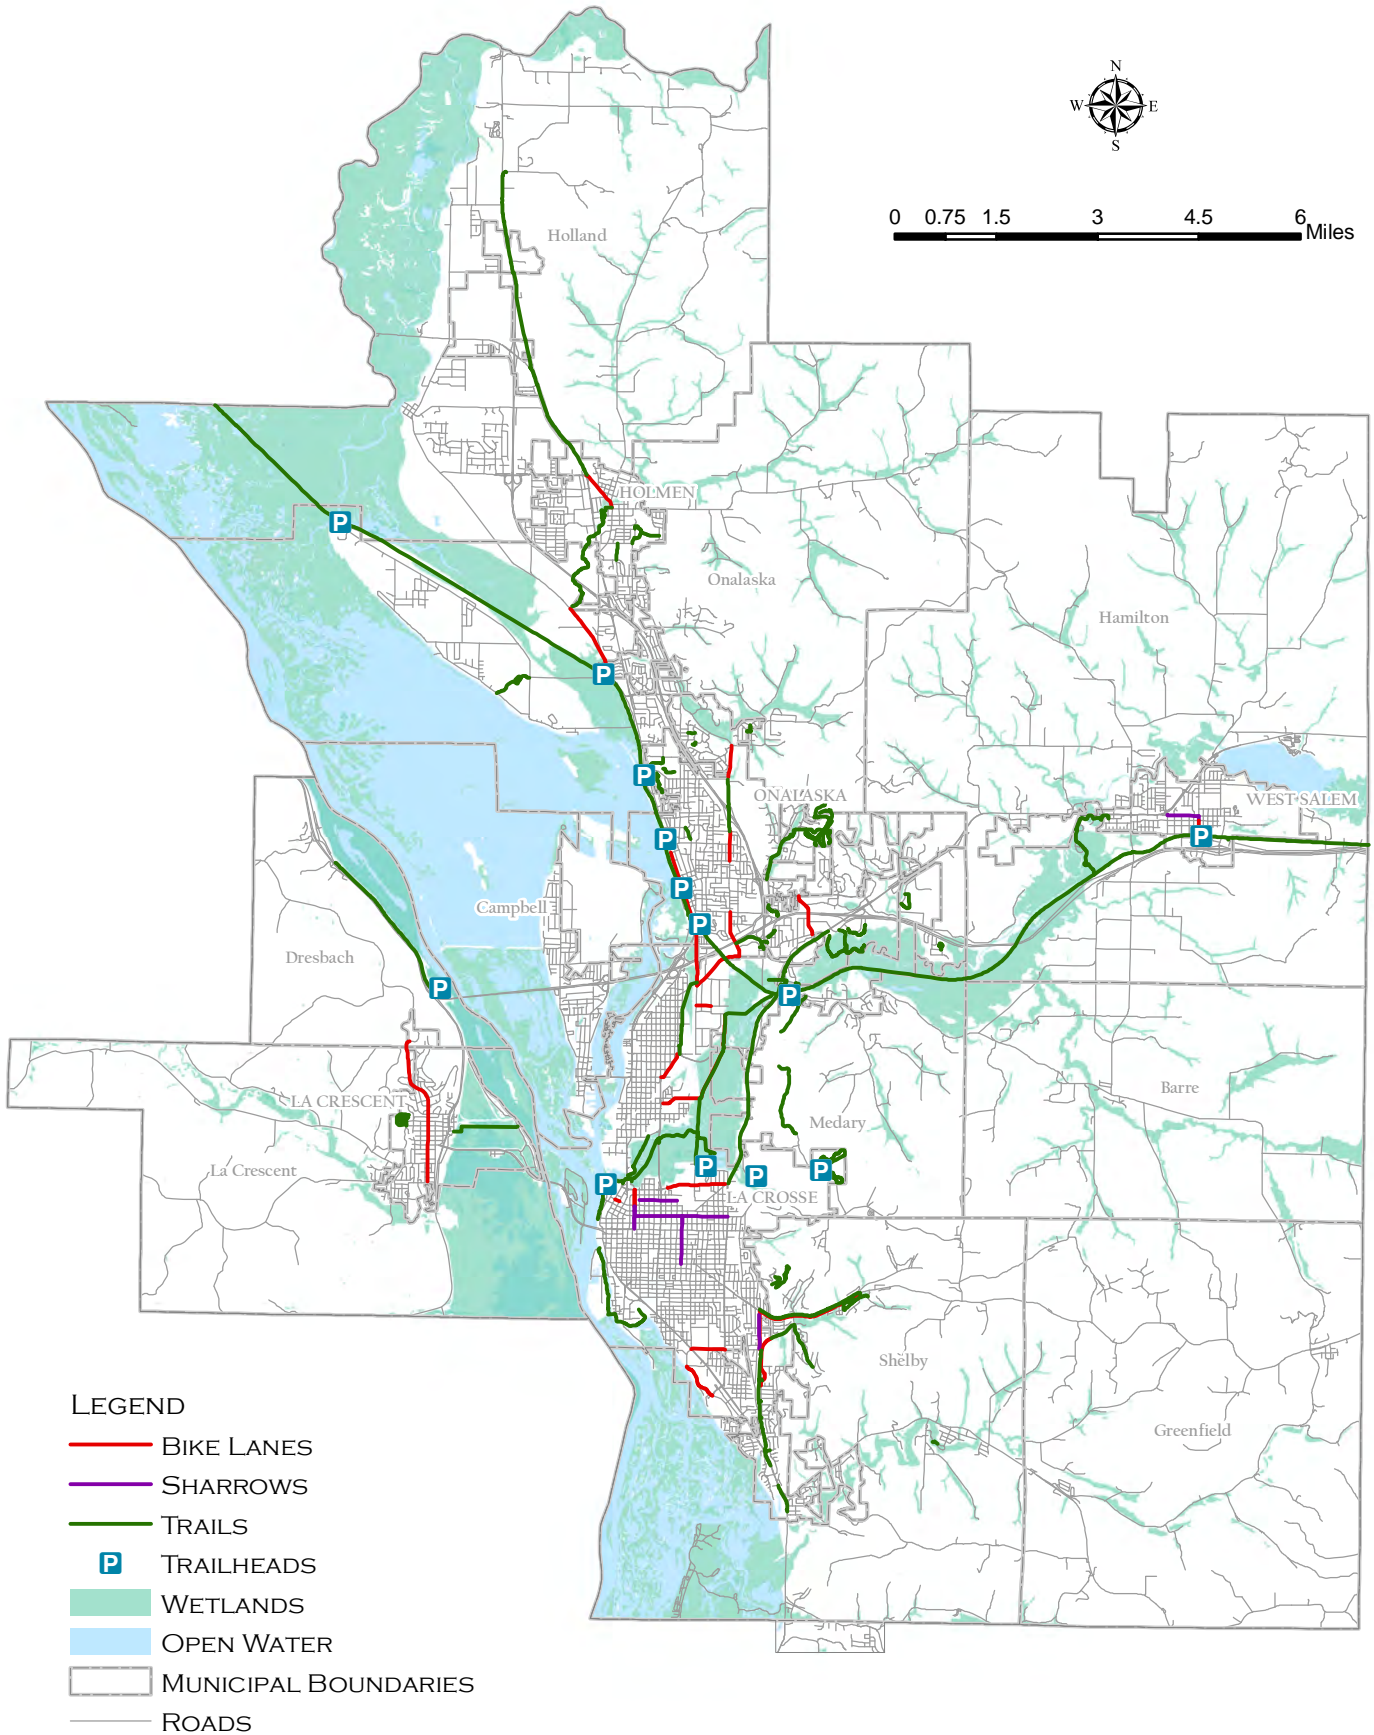 N
W E
S
0 0.75 1.5 3 4.5 6
Miles
Holland
HOLMEN
P
Onalaska
Hamilton
P
P
ONALASKA
WEST SALEM
P
P
P
Campbell
P
Dresbach
P
P
Barre
LA CRESCENT
Medary
La Crescent
P
P
P
P
LA CROSSE
Shelby
Greenfield
LEGEND
BIKE LANES
SHARROWS
TRAILS
P TRAILHEADS
WETLANDS
OPEN WATER
MUNICIPAL BOUNDARIES
ROADS